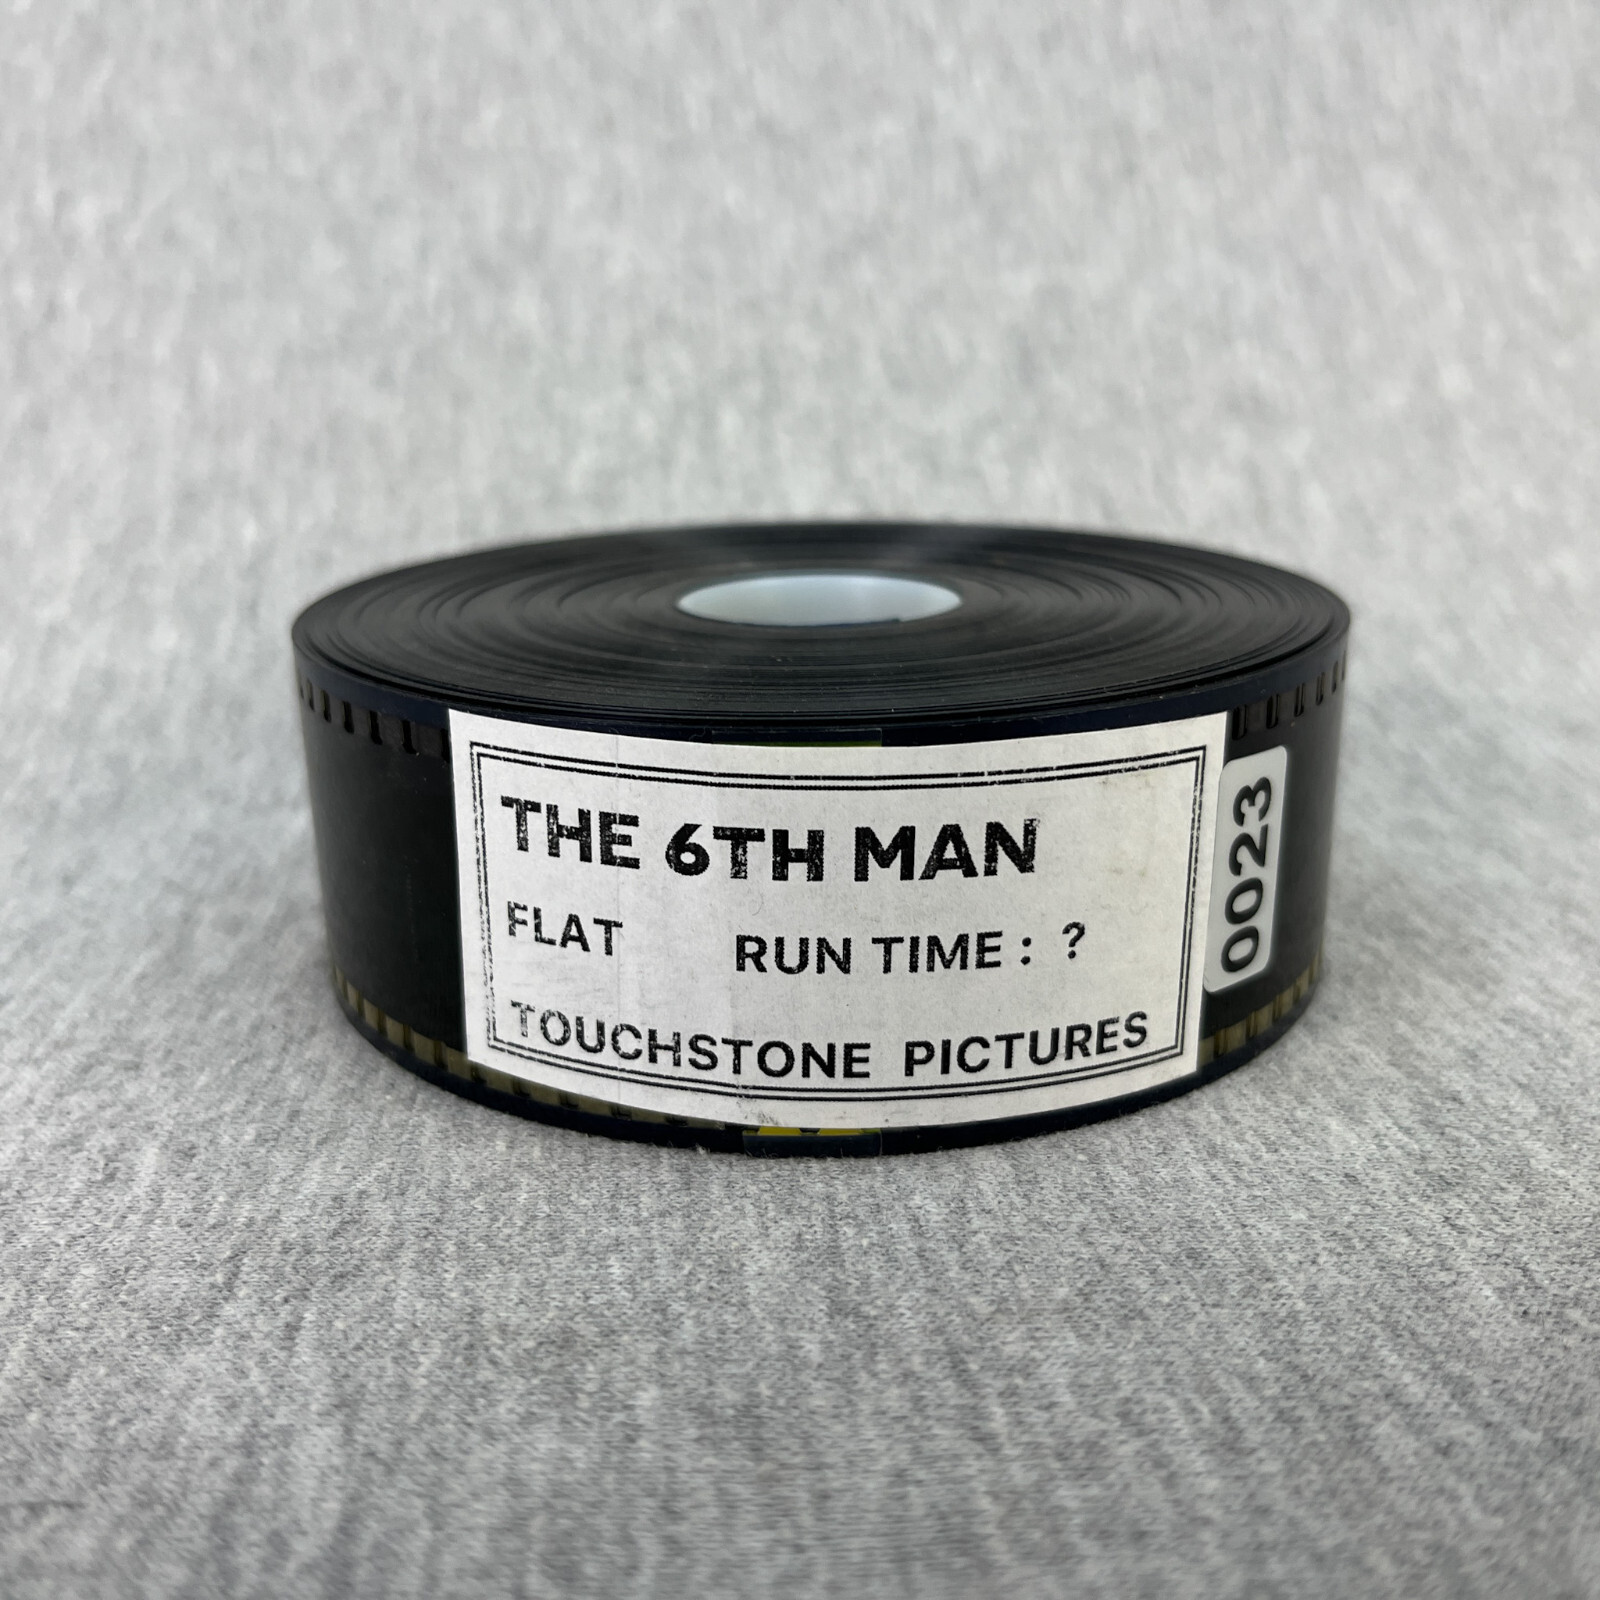 THE 6TH MAN
FLAT RUN TIME : ?
TOUCHSTONE PICTURES
0023